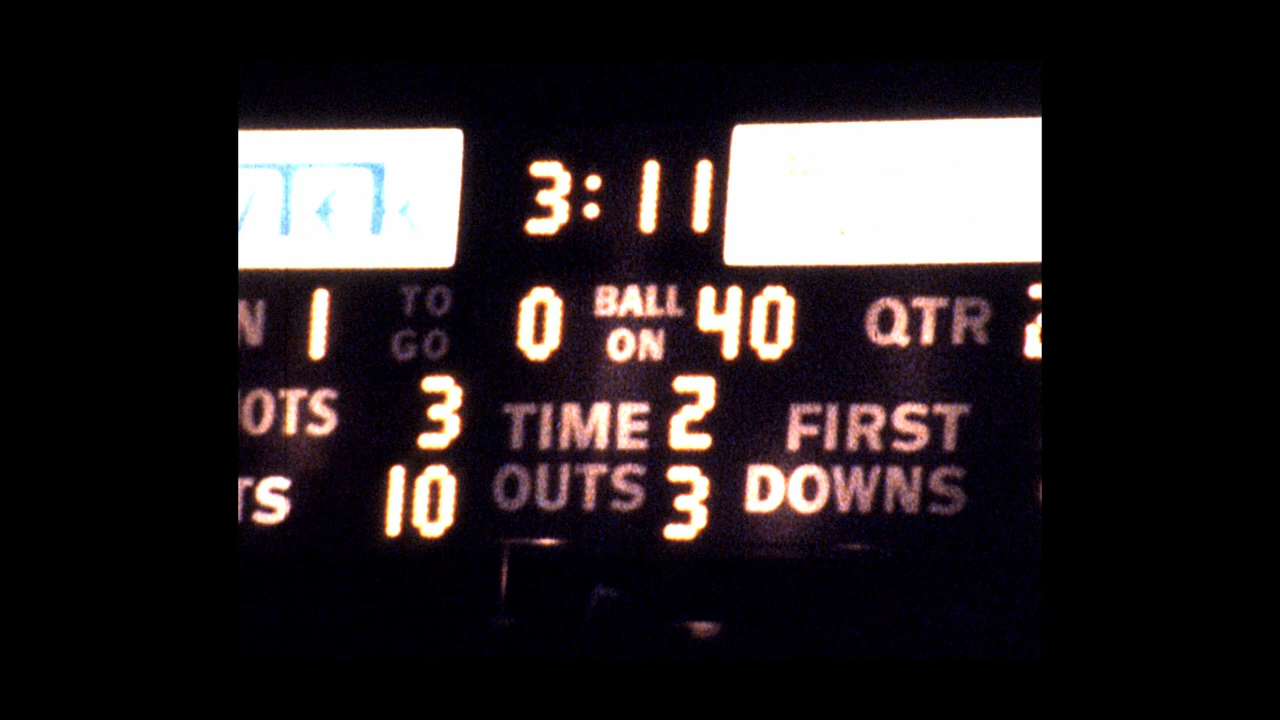 3:11
N 1 TO GO 0 BALL ON 40 QTR 2
OTS 3 TIME 2 FIRST
TS 10 OUTS 3 DOWNS